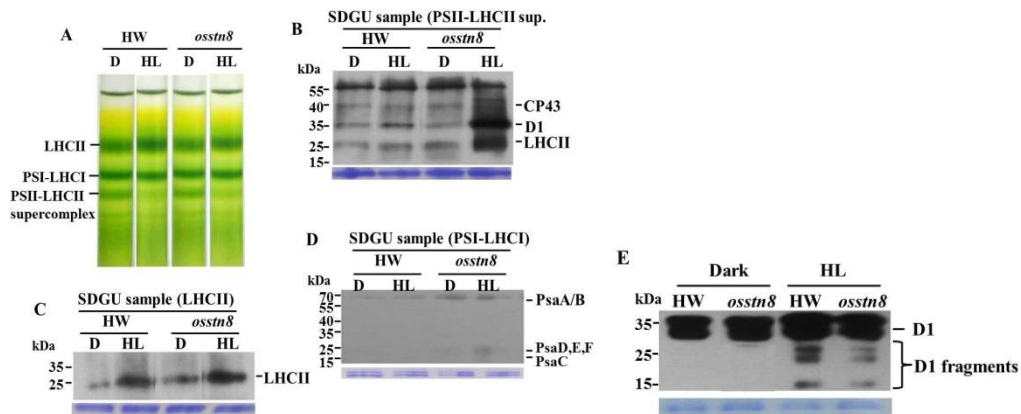 A
HW osstn8
D HL D HL
LHCII
PSI-LHCI
PSII-LHCII
supercomplex
B
SDGU sample (PSII-LHCII sup.
HW osstn8
kDa D HL D HL
55-
40- CP43
35- D1
25- LHCII
15-
C
SDGU sample (LHCII)
HW osstn8
kDa D HL D HL
35-
25- LHCII
D
SDGU sample (PSI-LHCI)
HW osstn8
kDa D HL D HL
70- PsaA/B
55-
40-
35-
25- PsaD,E,F
15- PsaC
E
Dark HL
kDa HW osstn8 HW osstn8
35- D1
25- D1 fragments
15-